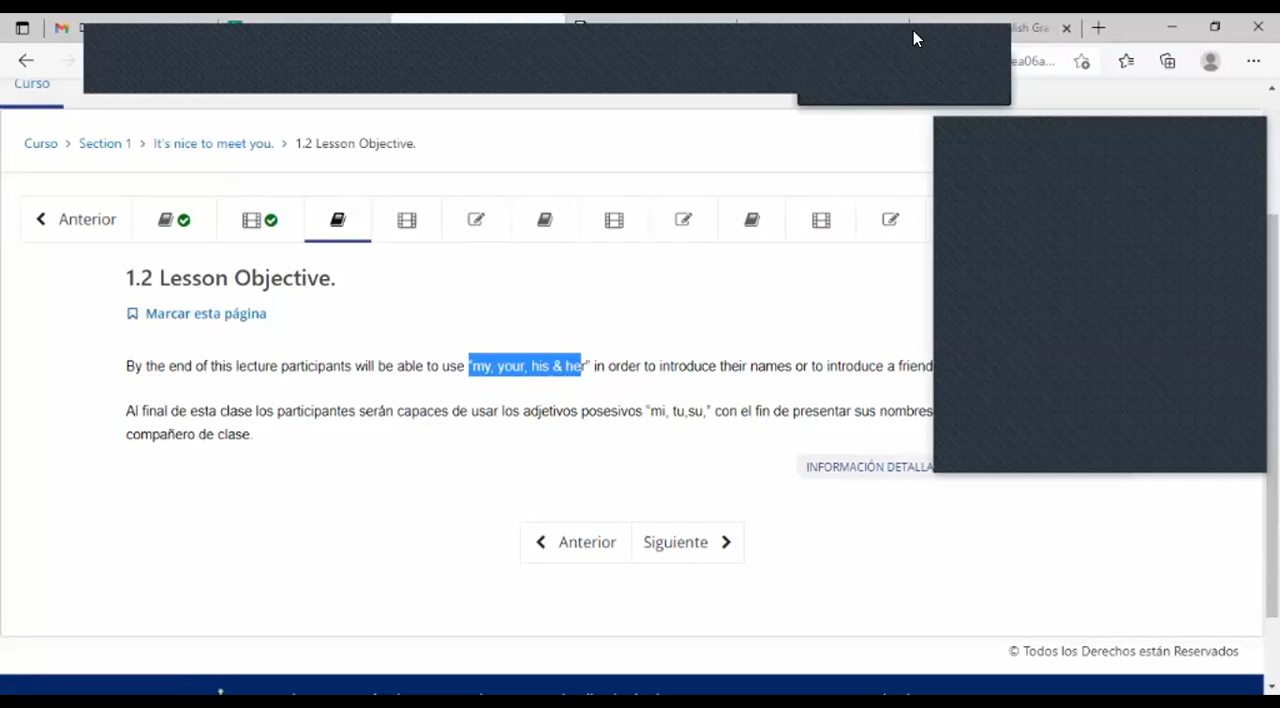 lish Gra
ea06a...
Curso
Curso > Section 1 > It's nice to meet you. > 1.2 Lesson Objective.
Anterior
1.2 Lesson Objective.
Marcar esta página
By the end of this lecture participants will be able to use “my, your, his & her” in order to introduce their names or to introduce a friend
Al final de esta clase los participantes serán capaces de usar los adjetivos posesivos “mi, tu,su,” con el fin de presentar sus nombres
compañero de clase.
INFORMACIÓN DETALLA
Anterior Siguiente
© Todos los Derechos están Reservados